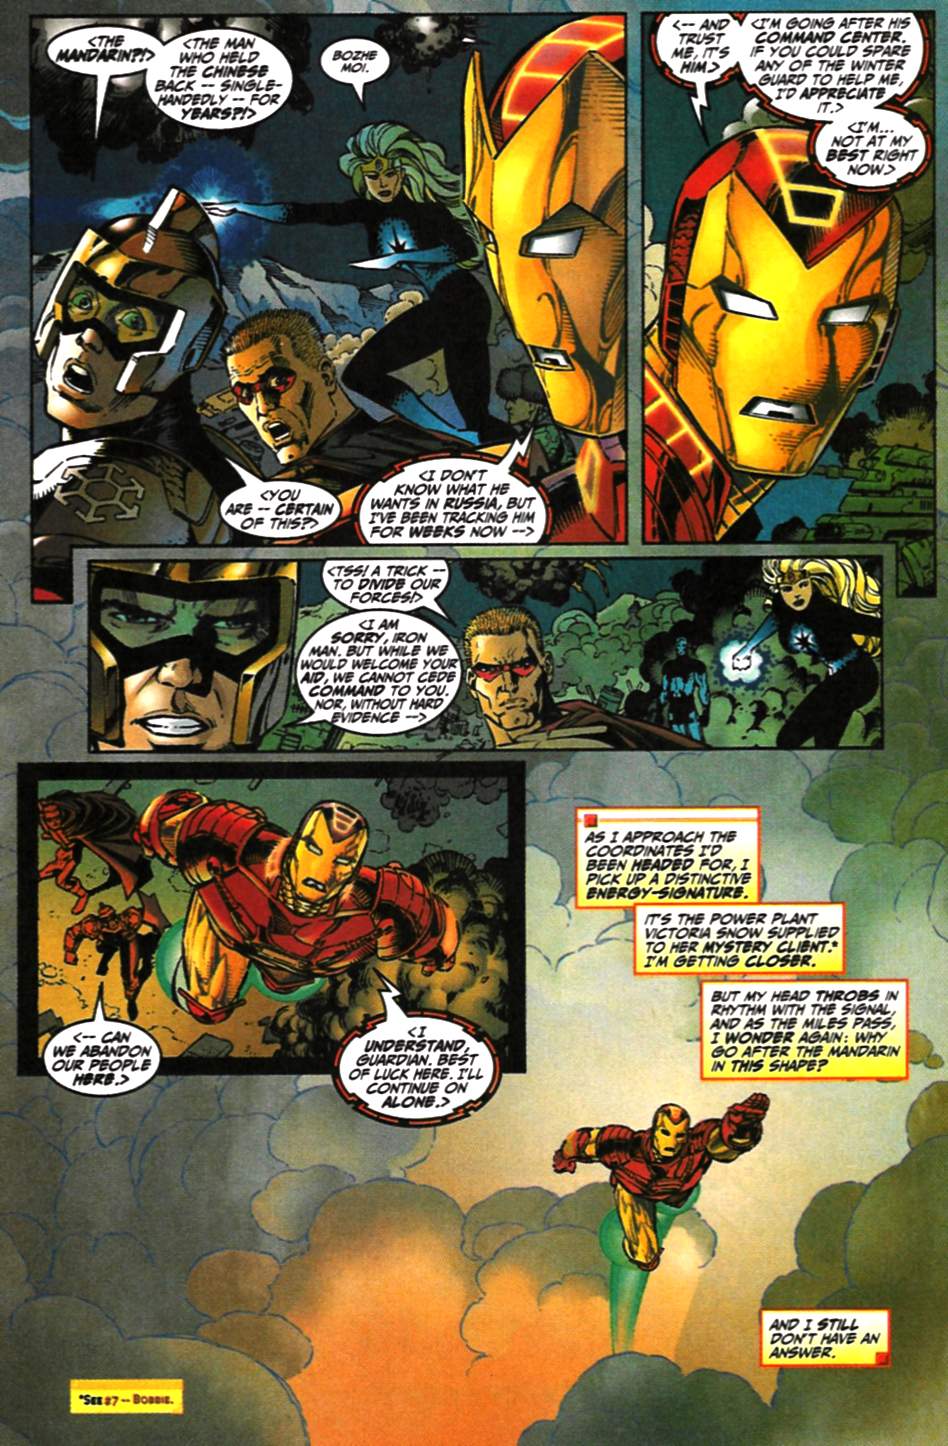 <THE
MANDARIN?!>
<THE MAN
WHO HELD
THE CHINESE
BACK -- SINGLE-
HANDEDLY -- FOR
YEARS?!>
BOZHE
MOI.
<YOU
ARE -- CERTAIN
OF THIS?>
<I DON'T
KNOW WHAT HE
WANTS IN RUSSIA, BUT
I'VE BEEN TRACKING HIM
FOR WEEKS NOW -->
<-- AND
TRUST
ME, IT'S
HIM.>
<I'M GOING AFTER HIS
COMMAND CENTER.
IF YOU COULD SPARE
ANY OF THE WINTER
GUARD TO HELP ME,
I'D APPRECIATE
IT.>
<I'M...
NOT AT MY
BEST RIGHT
NOW>
<TSS! A TRICK --
TO DIVIDE OUR
FORCES!>
<I AM
SORRY, IRON
MAN. BUT WHILE WE
WOULD WELCOME YOUR
AID, WE CANNOT CEDE
COMMAND TO YOU.
NOR, WITHOUT HARD
EVIDENCE -->
<-- CAN
WE ABANDON
OUR PEOPLE
HERE.>
<I
UNDERSTAND,
GUARDIAN. BEST
OF LUCK HERE. I'LL
CONTINUE ON
ALONE.>
AS I APPROACH THE
COORDINATES I'D
BEEN HEADED FOR, I
PICK UP A DISTINCTIVE
ENERGY-SIGNATURE.
IT'S THE POWER PLANT
VICTORIA SNOW SUPPLIED
TO HER MYSTERY CLIENT.*
I'M GETTING CLOSER.
BUT MY HEAD THROBS IN
RHYTHM WITH THE SIGNAL,
AND AS THE MILES PASS,
I WONDER AGAIN: WHY
GO AFTER THE MANDARIN
IN THIS SHAPE?
AND I STILL
DON'T HAVE AN
ANSWER.
*SEE #7 -- BOBBIE.